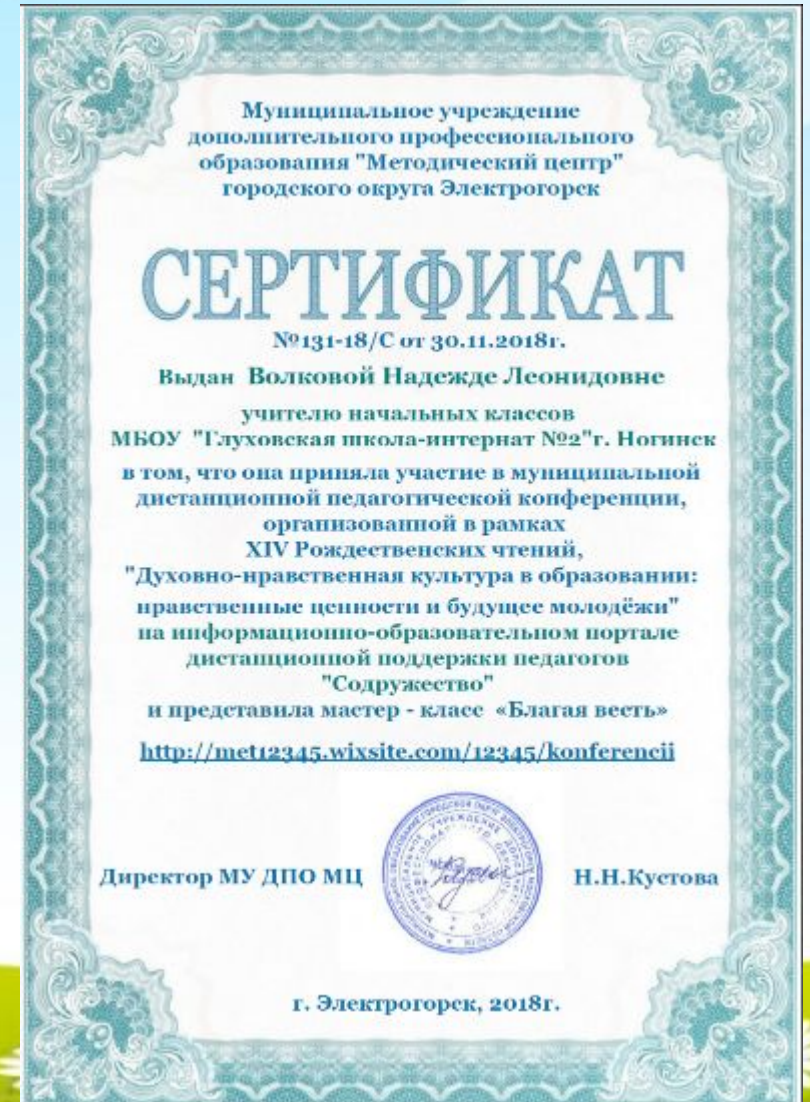 Муниципальное учреждение
дополнительного профессионального
образования "Методический центр"
городского округа Электрогорск
СЕРТИФИКАТ
№131-18/С от 30.11.2018г.
Выдан Волковой Надежде Леонидовне
учителю начальных классов
МБОУ "Глуховская школа-интернат №2"г. Ногинск
в том, что она приняла участие в муниципальной
дистанционной педагогической конференции,
организованной в рамках
XIV Рождественских чтений,
"Духовно-нравственная культура в образовании:
нравственные ценности и будущее молодёжи"
на информационно-образовательном портале
дистанционной поддержки педагогов
"Содружество"
и представила мастер - класс «Благая весть»
http://met12345.wixsite.com/12345/konferencii
Директор МУ ДПО МЦ
Н.Н.Кустова
г. Электрогорск, 2018г.